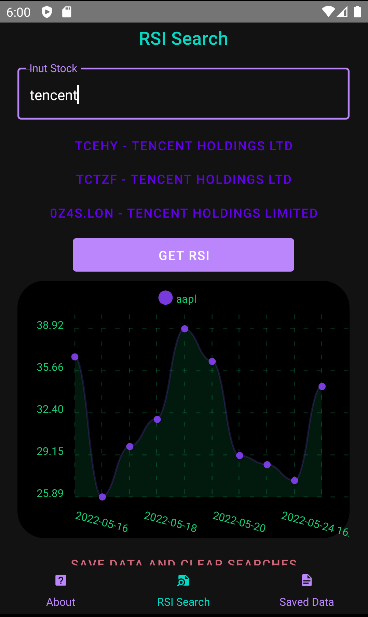 6:00
RSI Search
Inut Stock
tencent
TCEHY - TENCENT HOLDINGS LTD
TCTZF - TENCENT HOLDINGS LTD
0Z4S.LON - TENCENT HOLDINGS LIMITED
GET RSI
aapl
38.92
35.66
32.40
29.15
25.89
2022-05-16
2022-05-18
2022-05-20
2022-05-24 16
SAVE DATA AND CLEAR SEARCHES
About
RSI Search
Saved Data